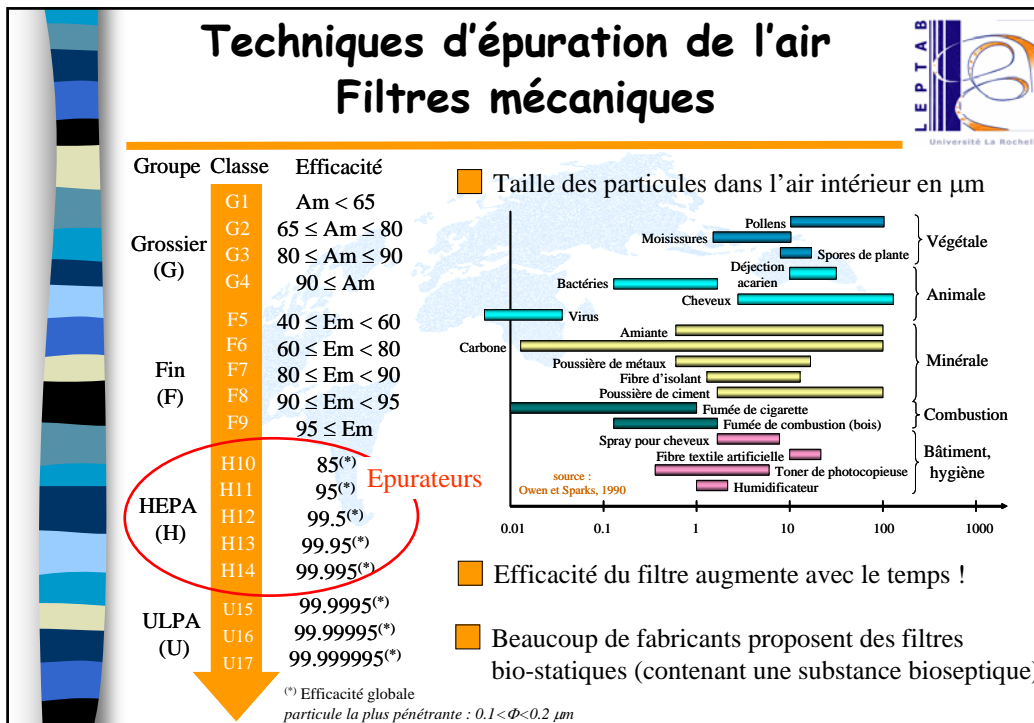 Techniques d'épuration de l'air
Filtres mécaniques
LEPTAB
Université La Rochel
Groupe Classe Efficacité
Grossier
(G)
G1 Am < 65
G2 65 ≤ Am ≤ 80
G3 80 ≤ Am ≤ 90
G4 90 ≤ Am
Fin
(F)
F5 40 ≤ Em < 60
F6 60 ≤ Em < 80
F7 80 ≤ Em < 90
F8 90 ≤ Em < 95
F9 95 ≤ Em
HEPA
(H)
H10 85(*)
H11 95(*)
H12 99.5(*)
H13 99.95(*)
H14 99.995(*)
Epurateurs
ULPA
(U)
U15 99.9995(*)
U16 99.99995(*)
U17 99.999995(*)
(*) Efficacité globale
particule la plus pénétrante : 0.1<Φ<0.2 µm
Taille des particules dans l'air intérieur en µm
Pollens
Moisissures
Spores de plante
Végétale
Déjection
acarien
Bactéries
Cheveux
Virus
Animale
Amiante
Carbone
Poussière de métaux
Fibre d'isolant
Poussière de ciment
Minérale
Fumée de cigarette
Fumée de combustion (bois)
Combustion
Spray pour cheveux
Fibre textile artificielle
Toner de photocopieuse
Humidificateur
Bâtiment,
hygiène
source :
Owen et Sparks, 1990
0.01 0.1 1 10 100 1000
Efficacité du filtre augmente avec le temps !
Beaucoup de fabricants proposent des filtres
bio-statiques (contenant une substance bioseptique)